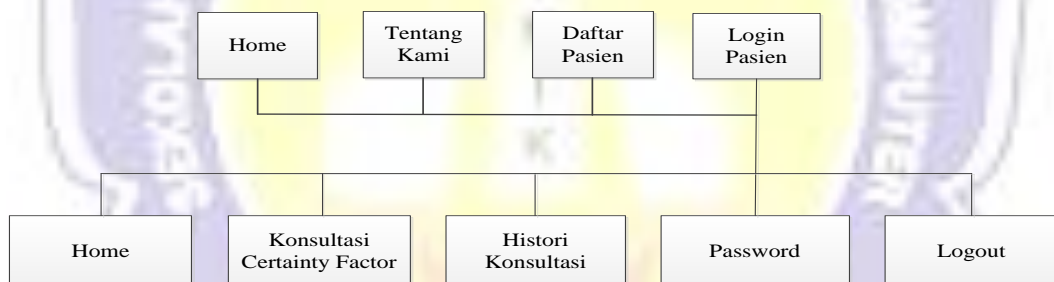 Home
Tentang
Kami
Daftar
Pasien
Login
Pasien
K
Home
Konsultasi
Certainty Factor
Histori
Konsultasi
Password
Logout